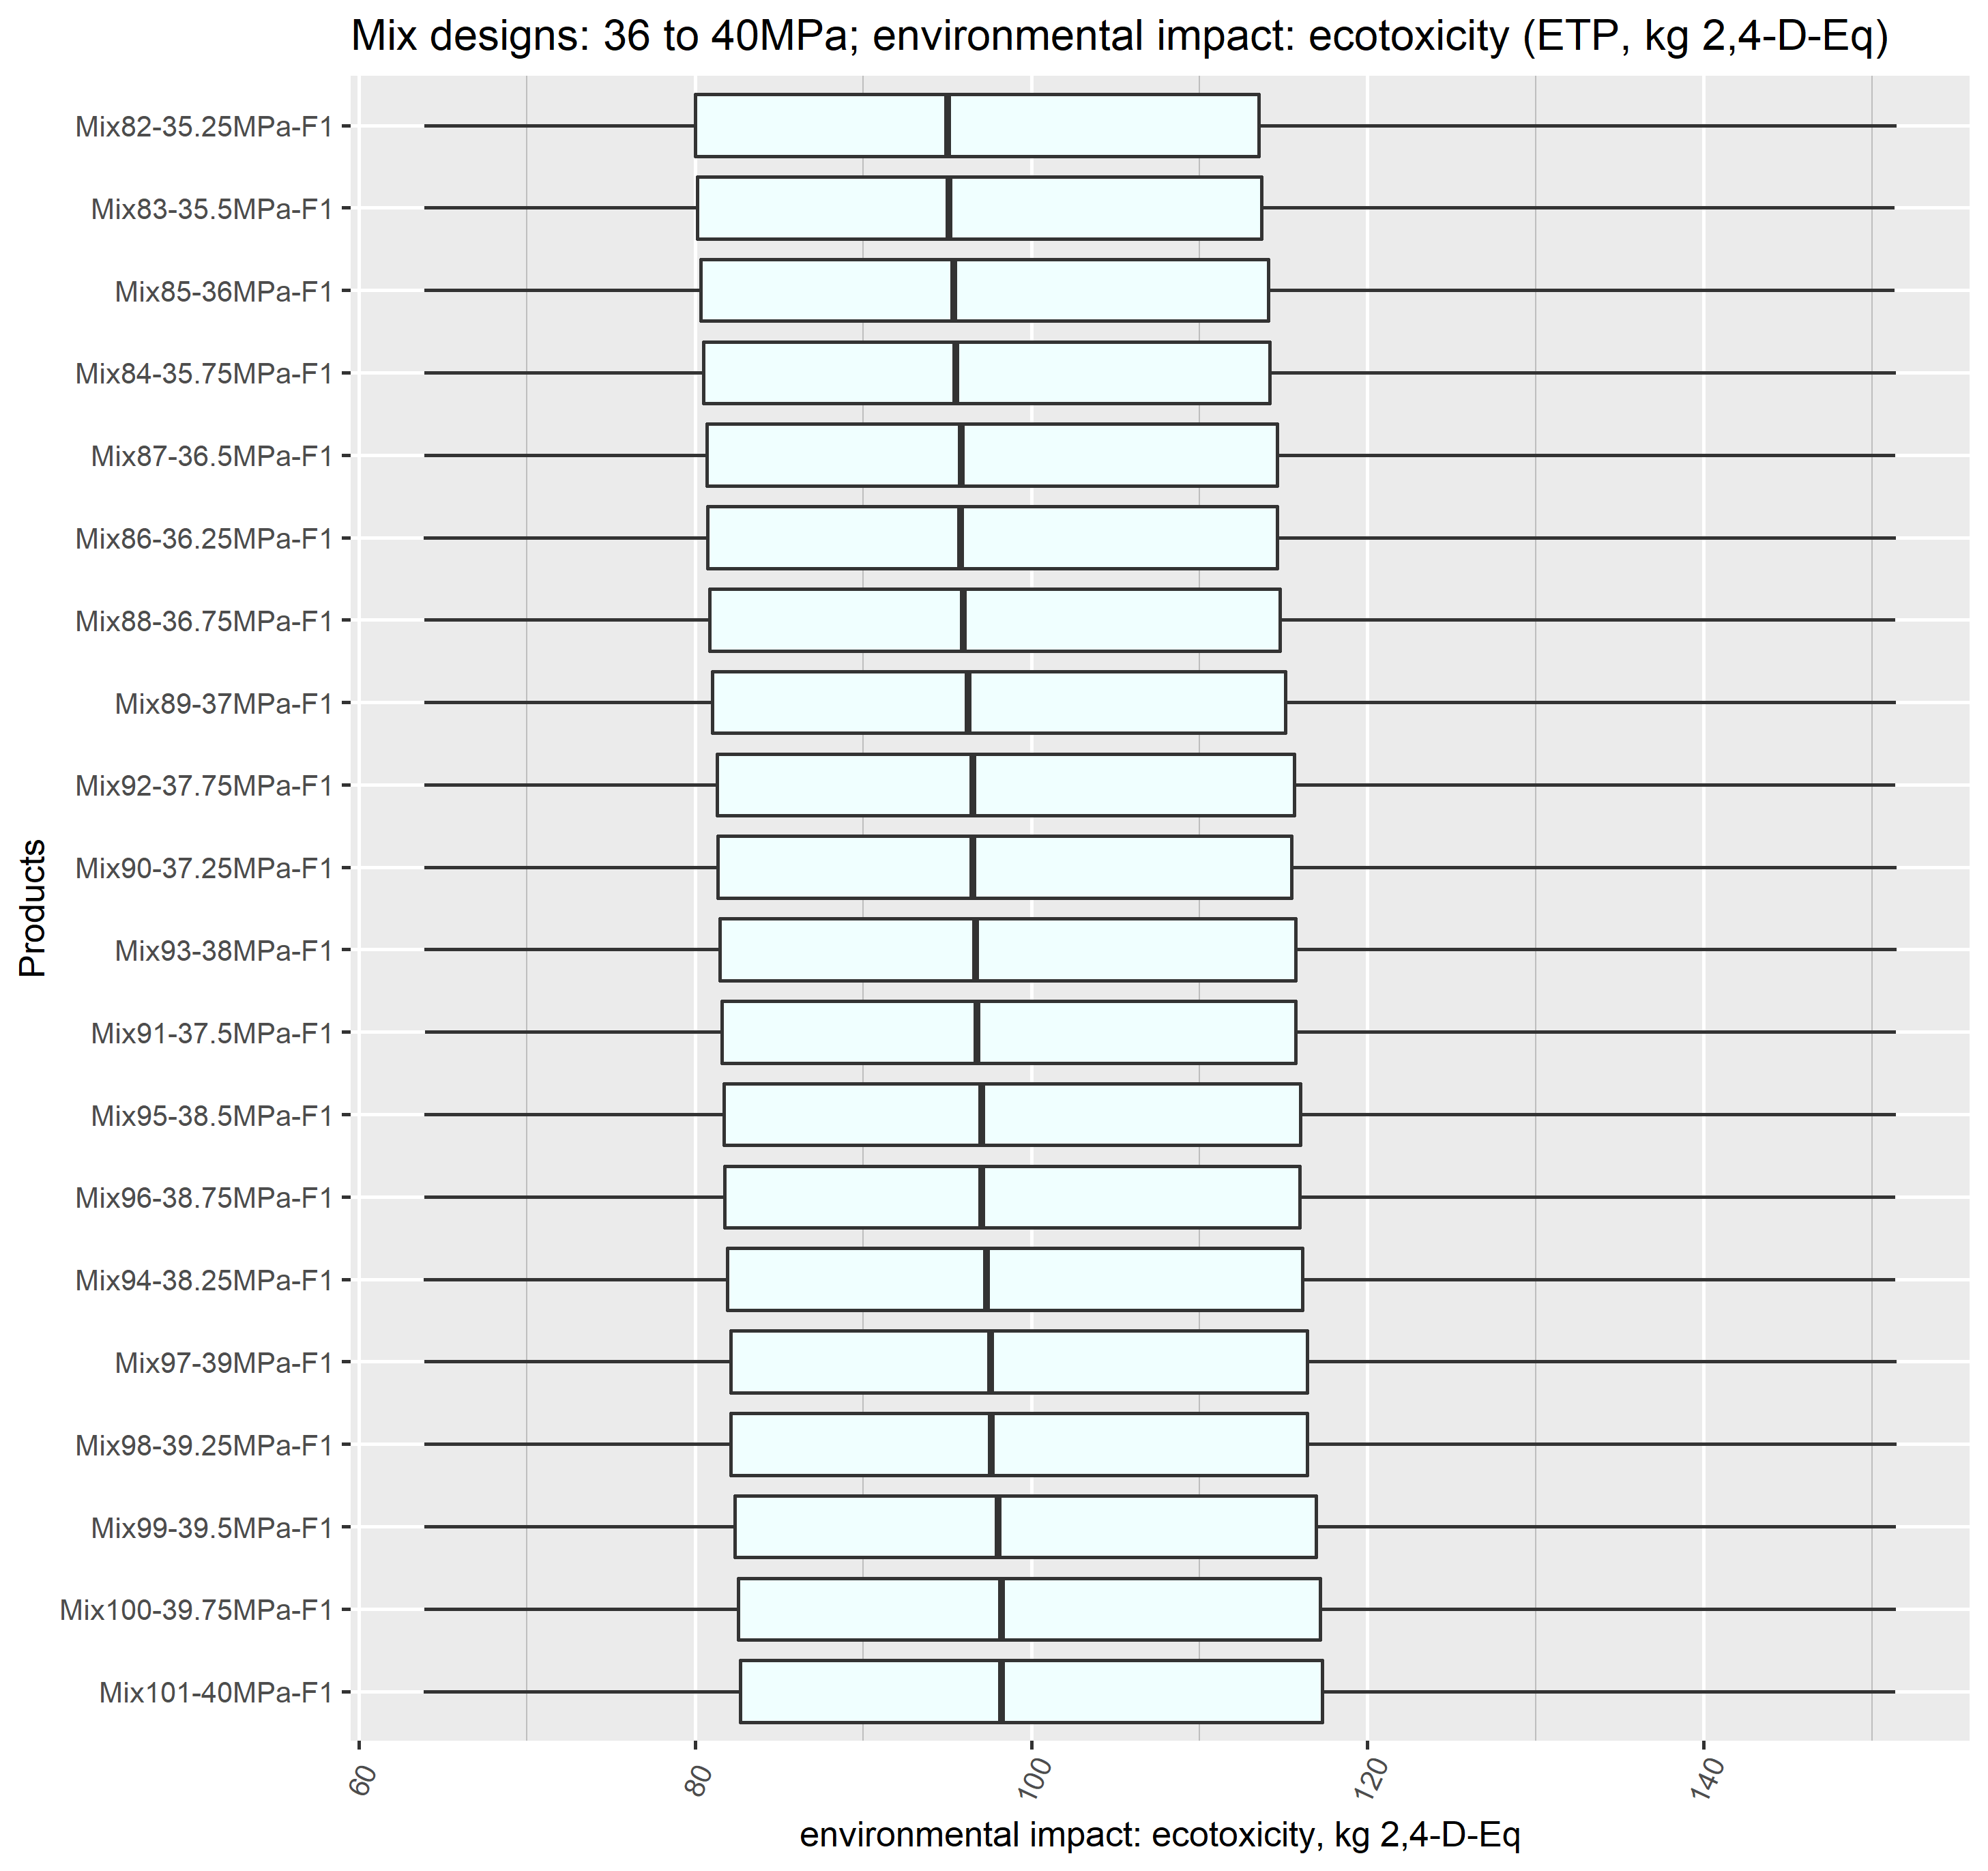 Mix designs: 36 to 40MPa; environmental impact: ecotoxicity (ETP, kg 2,4-D-Eq)
Mix82-35.25MPa-F1
Mix83-35.5MPa-F1
Mix85-36MPa-F1
Mix84-35.75MPa-F1
Mix87-36.5MPa-F1
Mix86-36.25MPa-F1
Mix88-36.75MPa-F1
Mix89-37MPa-F1
Mix92-37.75MPa-F1
Mix90-37.25MPa-F1
Mix93-38MPa-F1
Mix91-37.5MPa-F1
Mix95-38.5MPa-F1
Mix96-38.75MPa-F1
Mix94-38.25MPa-F1
Mix97-39MPa-F1
Mix98-39.25MPa-F1
Mix99-39.5MPa-F1
Mix100-39.75MPa-F1
Mix101-40MPa-F1
Products
60 80 100 120 140
environmental impact: ecotoxicity, kg 2,4-D-Eq